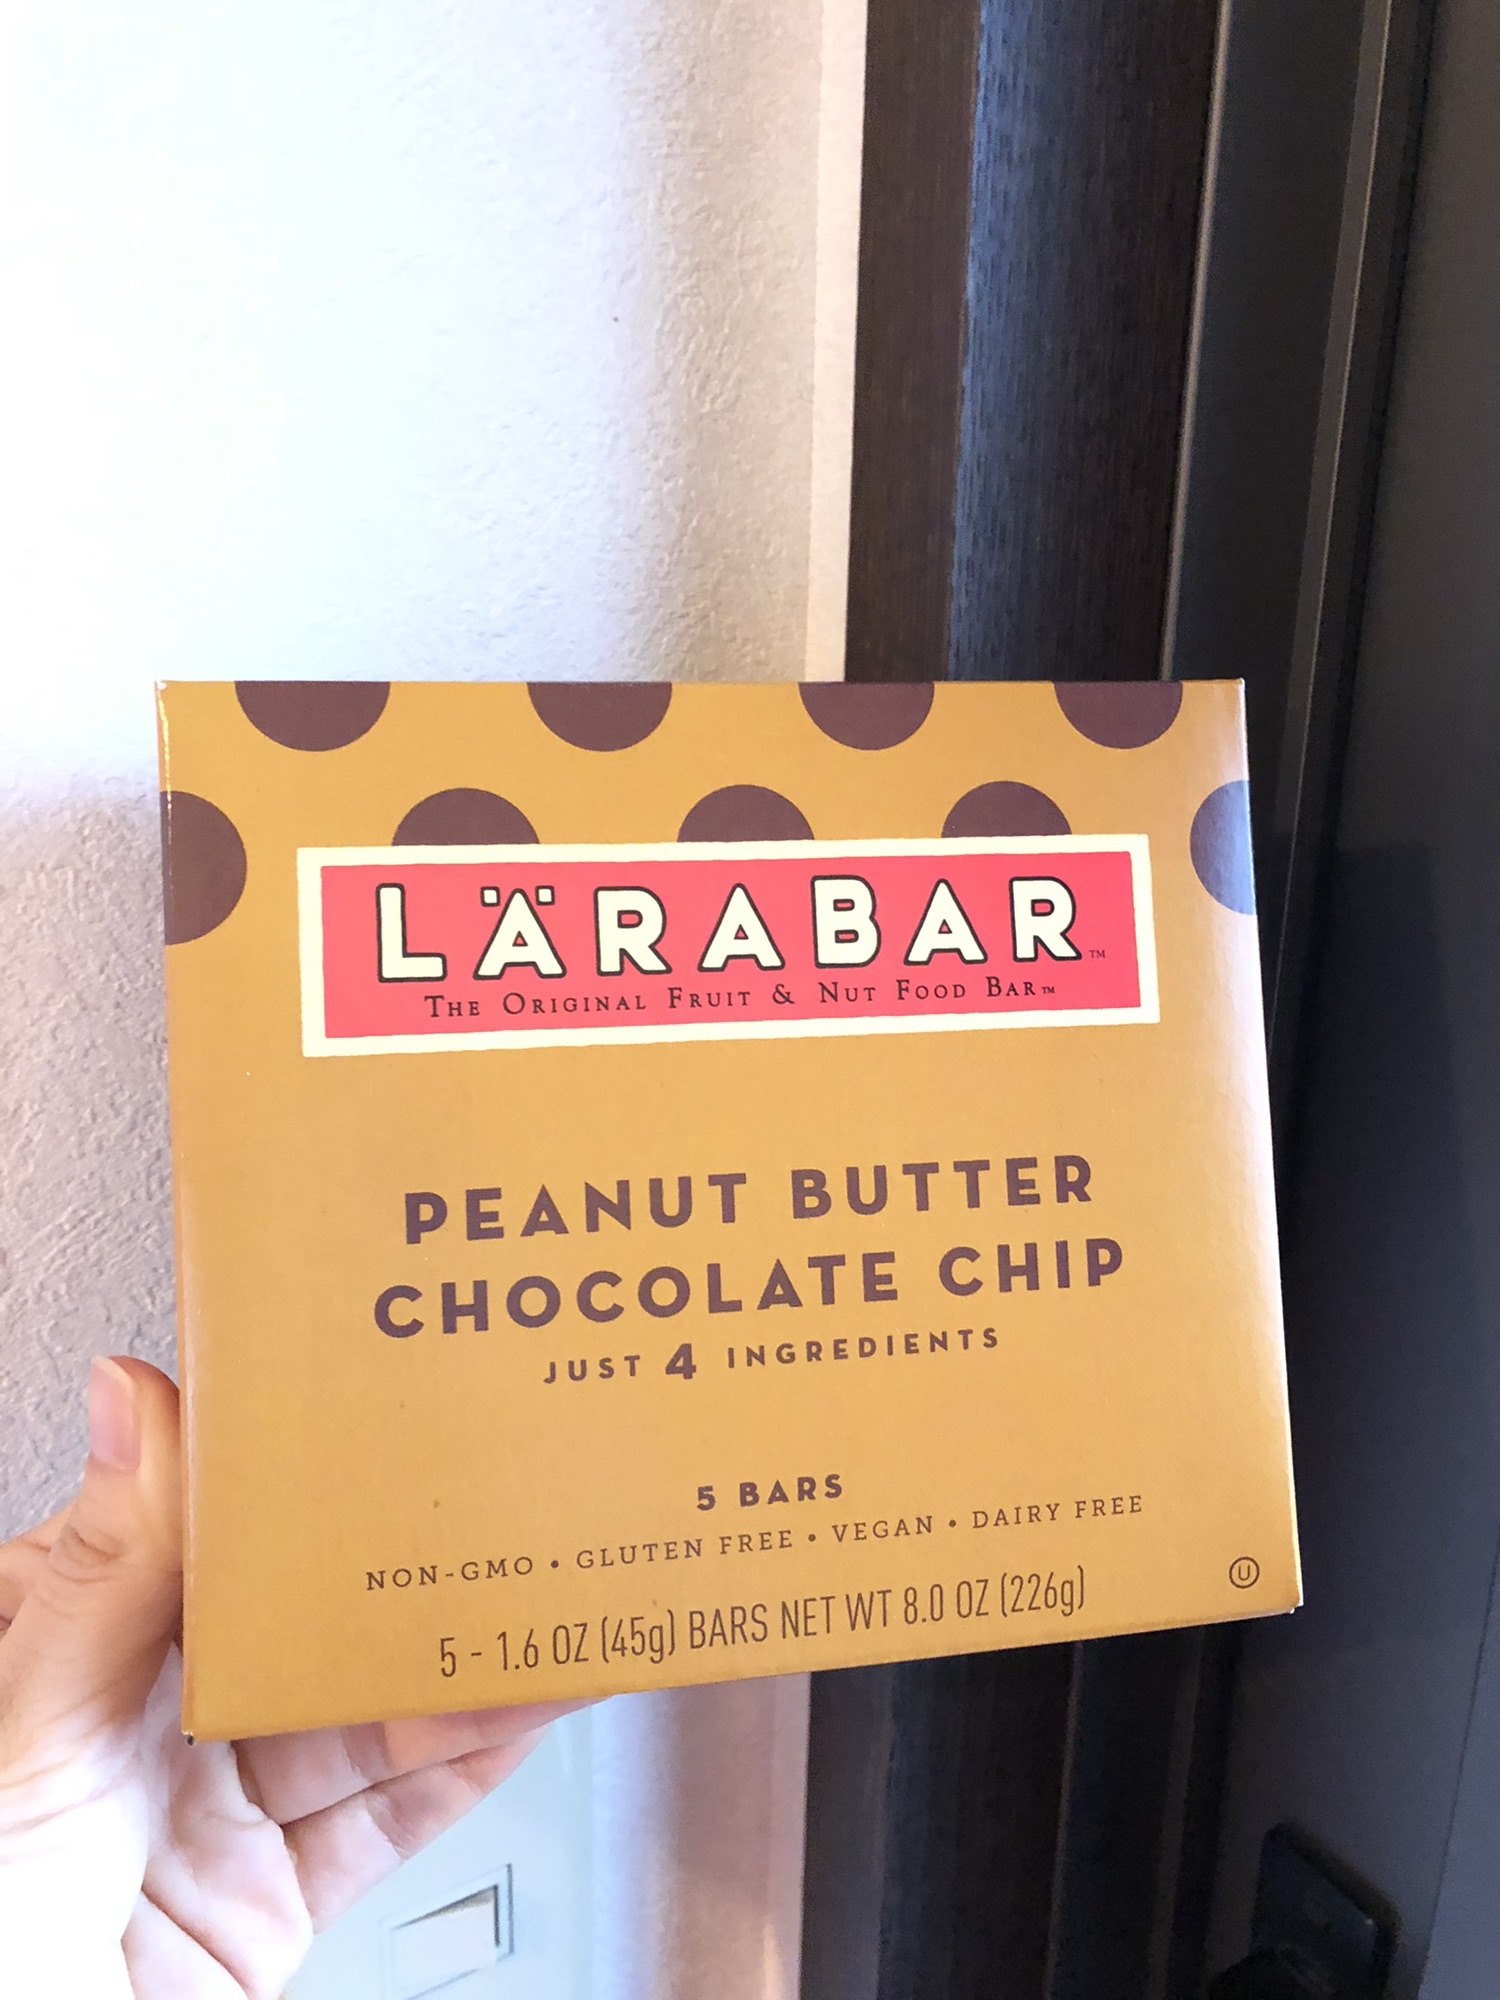 LÄRABAR™
The Original Fruit & Nut Food Bar™
PEANUT BUTTER
CHOCOLATE CHIP
JUST 4 INGREDIENTS
5 BARS
NON-GMO • GLUTEN FREE • VEGAN • DAIRY FREE
U
5 - 1.6 OZ (45g) BARS NET WT 8.0 OZ (226g)